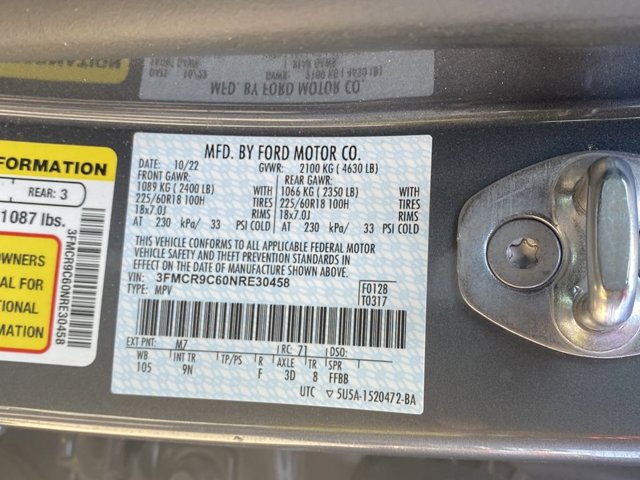 MFD. BY FORD MOTOR CO.
DATE: 10/22 GVWR: 2100 KG ( 4630 LB)
FRONT GAWR: REAR GAWR:
1089 KG ( 2400 LB) WITH 1066 KG ( 2350 LB) WITH
225/60R18 100H TIRES 225/60R18 100H TIRES
18x7.0J RIMS 18x7.0J RIMS
AT 230 kPa/ 33 PSI COLD AT 230 kPa/ 33 PSI COLD
THIS VEHICLE CONFORMS TO ALL APPLICABLE FEDERAL MOTOR
VEHICLE SAFETY AND THEFT PREVENTION STANDARDS IN EFFECT
ON THE DATE OF MANUFACTURE SHOWN ABOVE.
VIN: 3FMCR9C60NRE30458 F0128
TYPE: MPV T0317
EXT PNT: M7 RC: 71 DSO:
WB INT TR TP/PS R AXLE TR SPR
105 9N F 3D 8 FFBB
UTC ▽ 5U5A-1520472-BA
FORMATION
REAR: 3
1087 lbs.
OWNERS
AL FOR
TIONAL
RMATION
3FMCR9C60NRE30458
MFD. BY FORD MOTOR CO.